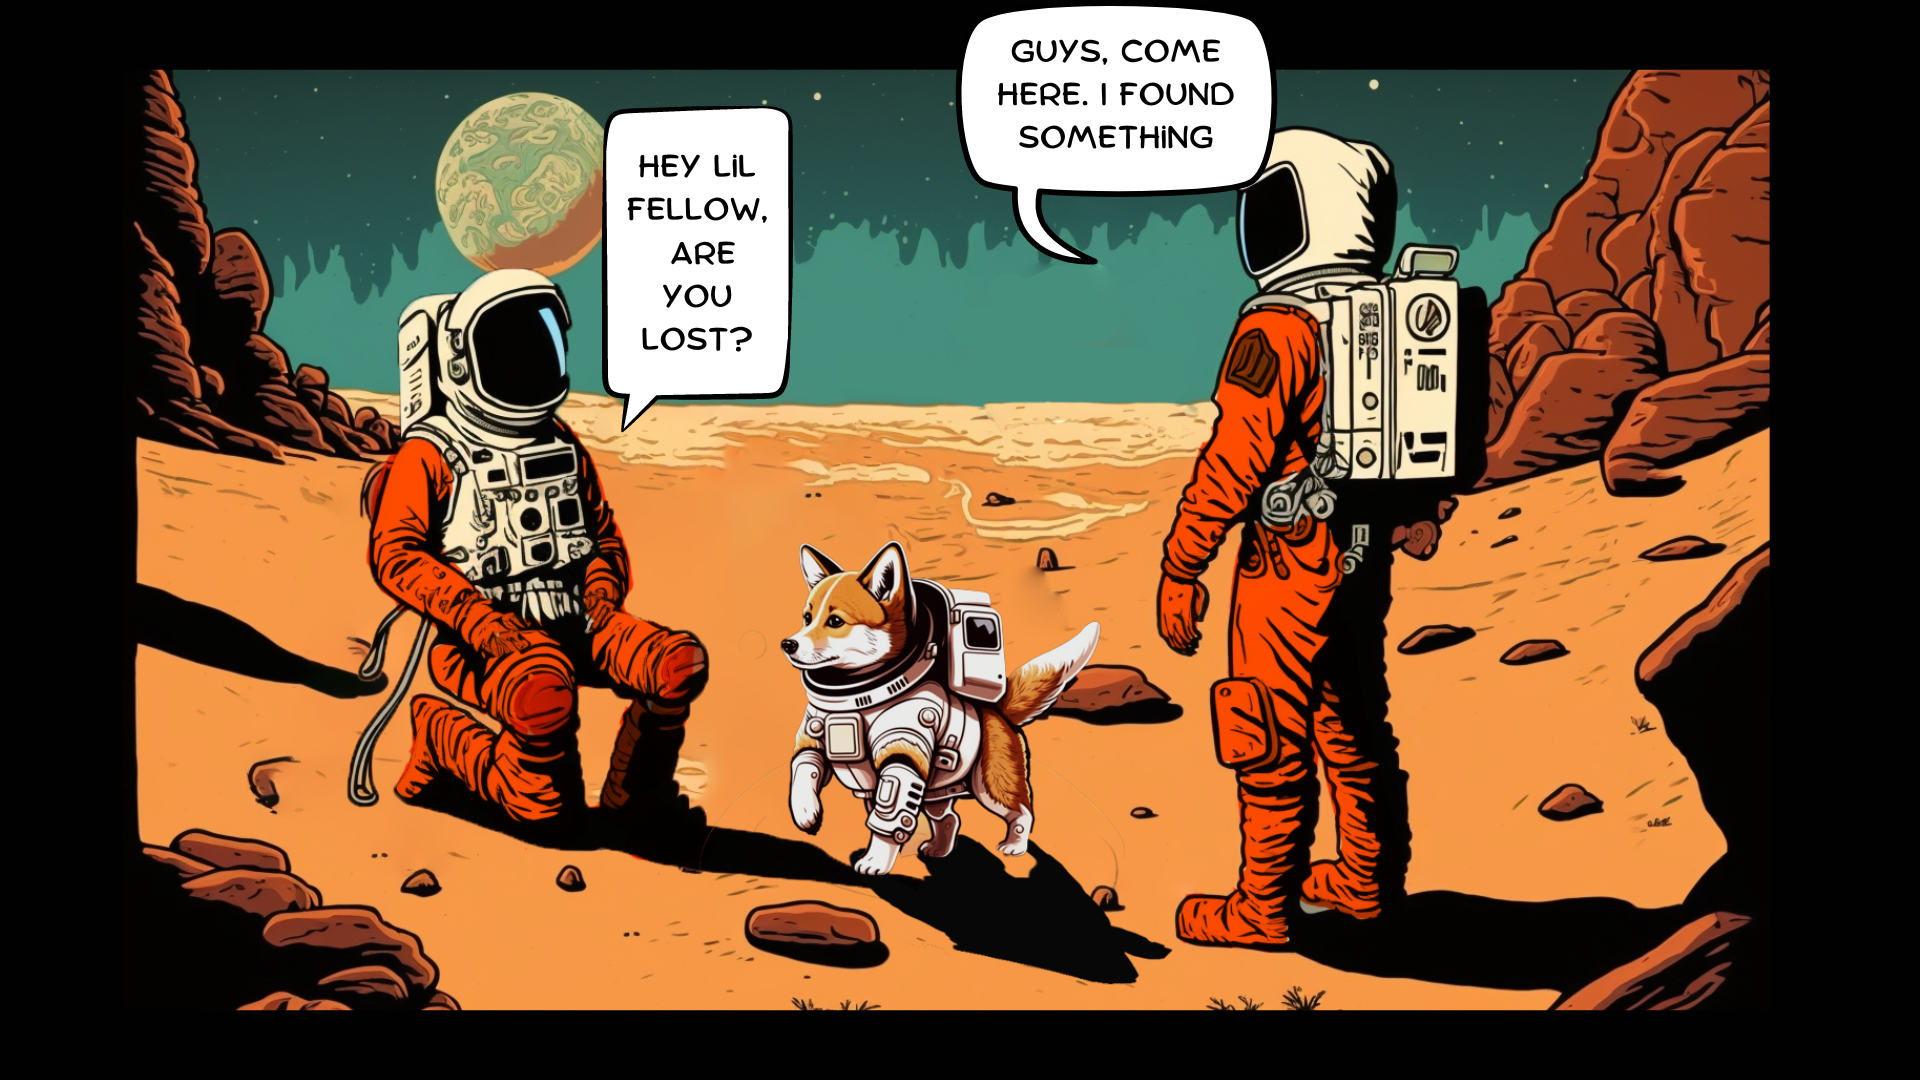 HEY LIL
FELLOW,
ARE
YOU
LOST?
GUYS, COME
HERE. I FOUND
SOMETHING